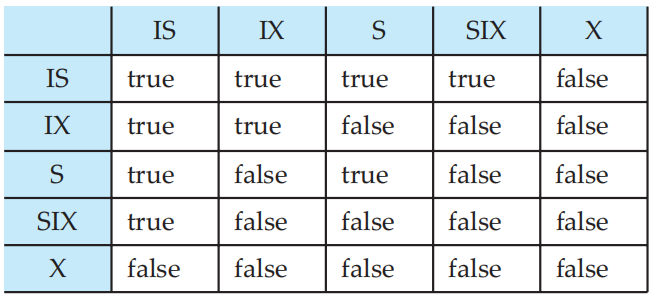 IS IX S SIX X
IS true true true true false
IX true true false false false
S true false true false false
SIX true false false false false
X false false false false false